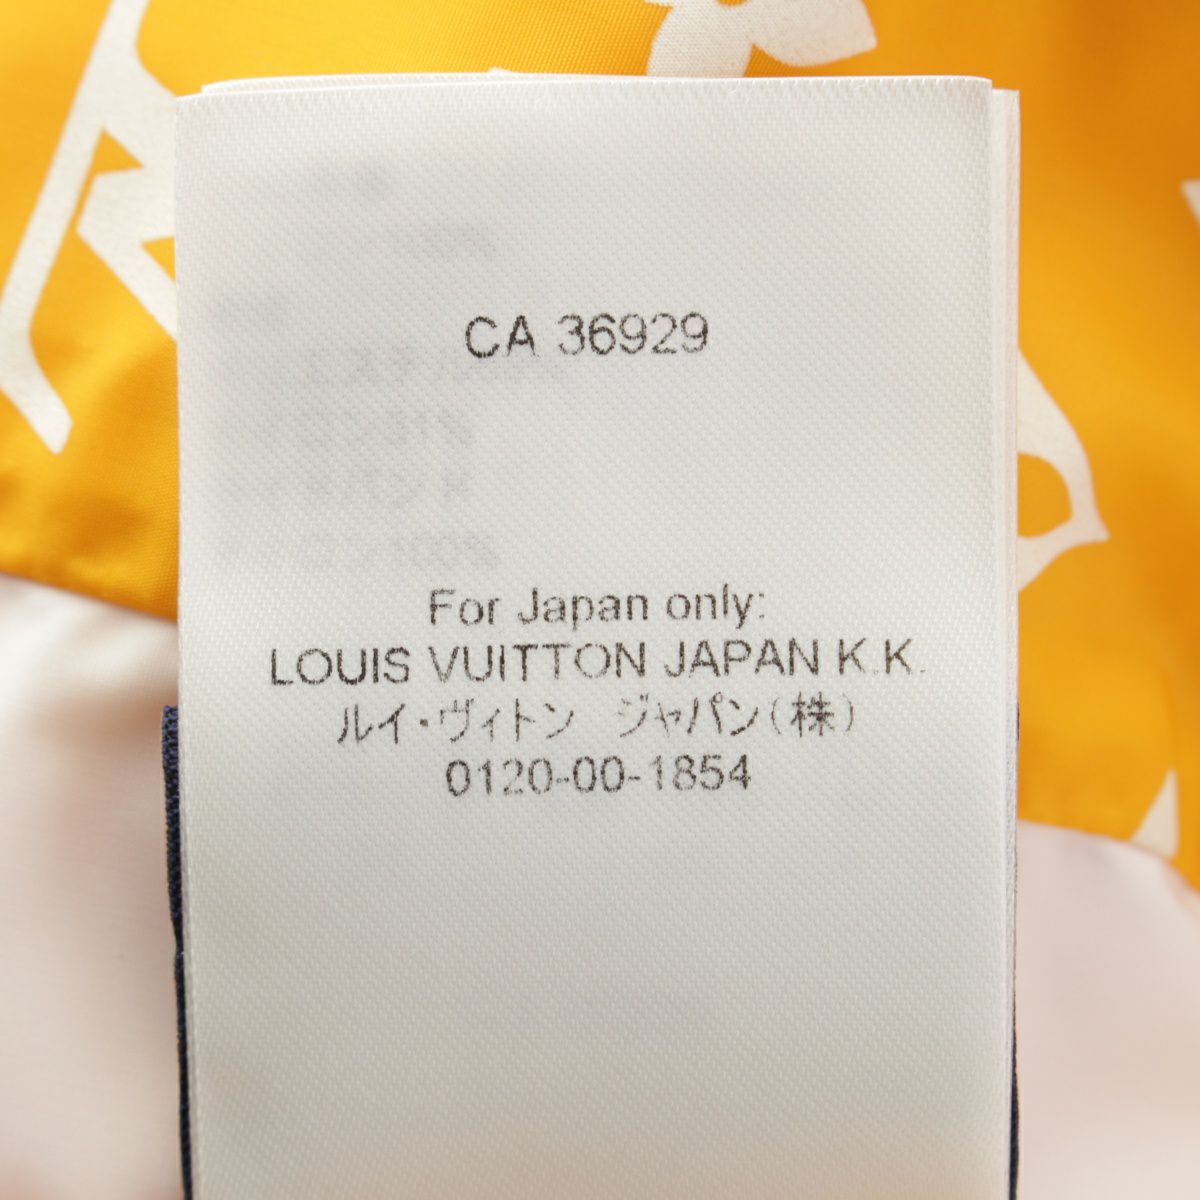 CA 36929
For Japan only:
LOUIS VUITTON JAPAN K.K.
ルイ・ヴィトン　ジャパン(株)
0120-00-1854